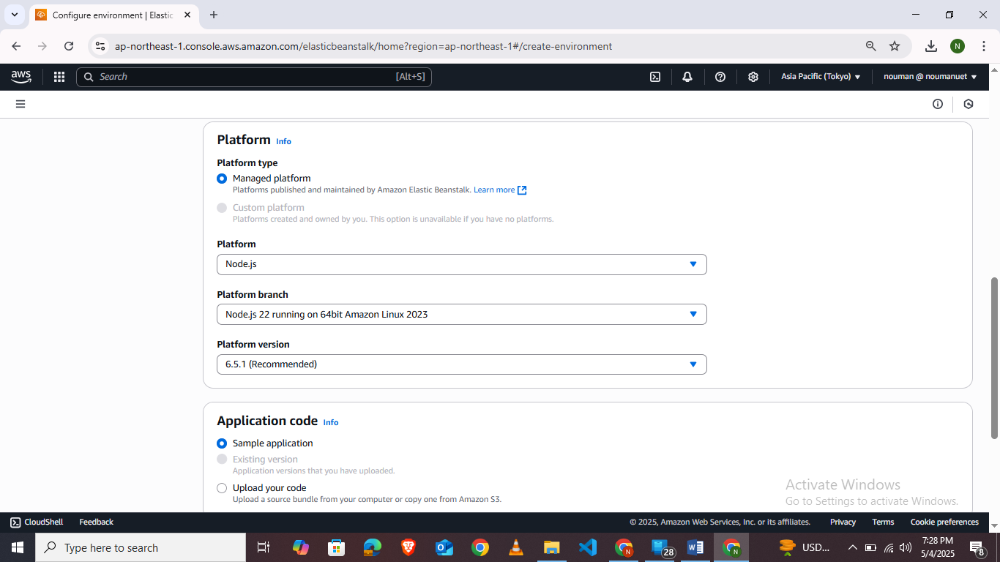 Configure environment | Elastic
ap-northeast-1.console.aws.amazon.com/elasticbeanstalk/home?region=ap-northeast-1#/create-environment
N
aws
Search
[Alt+S]
Asia Pacific (Tokyo)
nouman @ noumanuet
Platform Info
Platform type
Managed platform
Platforms published and maintained by Amazon Elastic Beanstalk. Learn more
Custom platform
Platforms created and owned by you. This option is unavailable if you have no platforms.
Platform
Node.js
Platform branch
Node.js 22 running on 64bit Amazon Linux 2023
Platform version
6.5.1 (Recommended)
Application code Info
Sample application
Existing version
Application versions that you have uploaded.
Upload your code
Upload a source bundle from your computer or copy one from Amazon S3.
Activate Windows
Go to Settings to activate Windows.
CloudShell
Feedback
© 2025, Amazon Web Services, Inc. or its affiliates.
Privacy
Terms
Cookie preferences
Type here to search
N
28
W
N
USD...
7:28 PM
5/4/2025
8